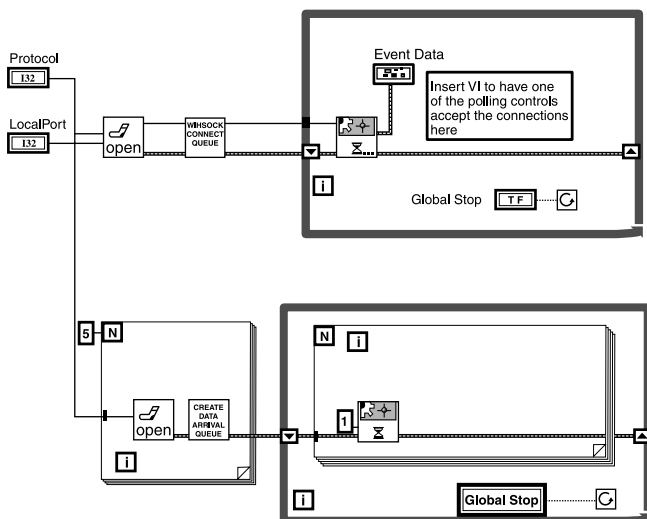 Protocol
I32
LocalPort
I32
open
WIHSOCK
CONNECT
QUEUE
Event Data
Insert VI to have one
of the polling controls
accept the connections
here
i
Global Stop
TF
5
N
open
CREATE
DATA
ARRIVAL
QUEUE
i
N
i
1
i
Global Stop